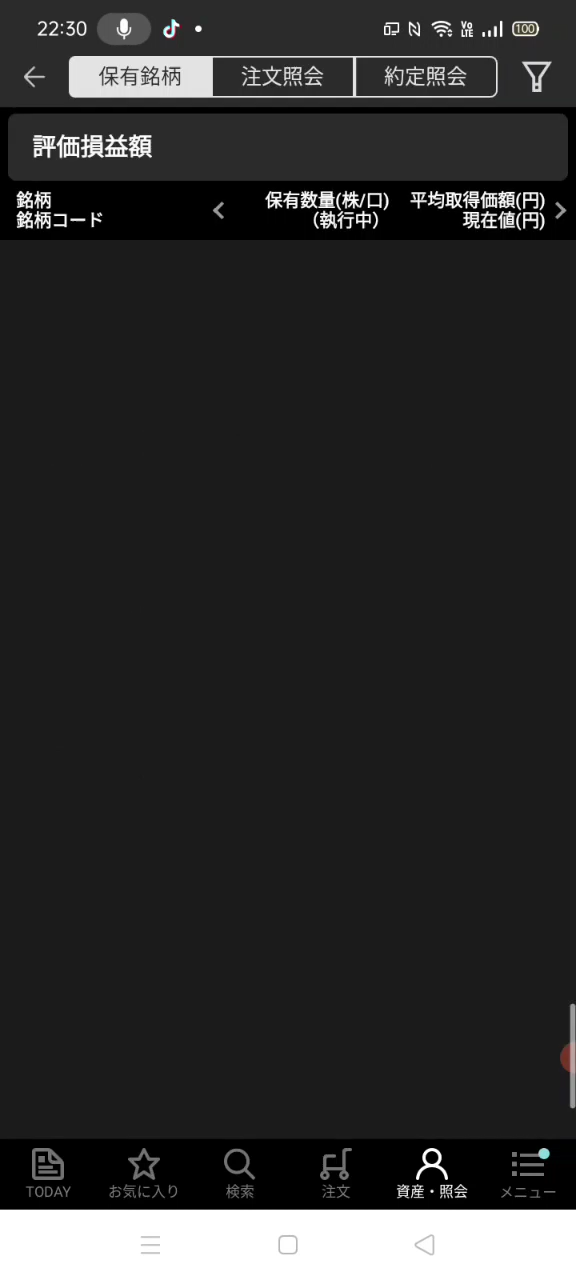 22:30
100
保有銘柄
注文照会
約定照会
評価損益額
銘柄
銘柄コード
保有数量(株/口)
(執行中)
平均取得価額(円)
現在値(円)
TODAY
お気に入り
検索
注文
資産・照会
メニュー